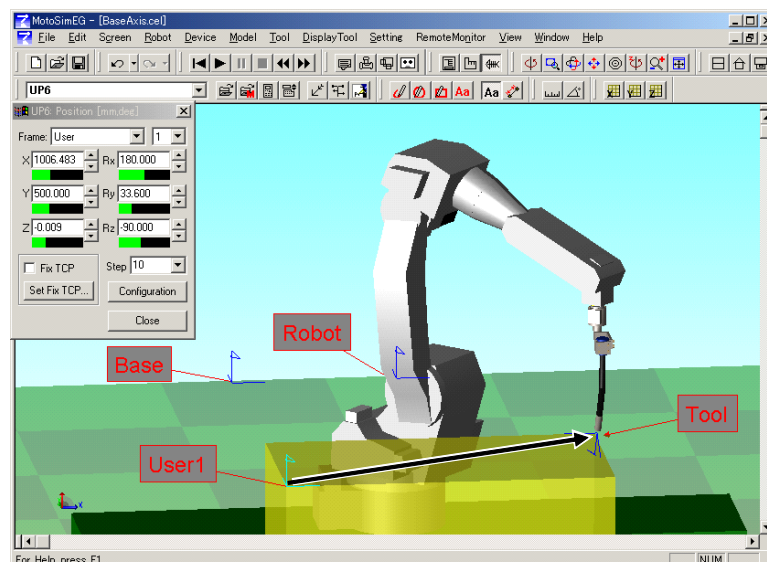 MotoSimEG - [BaseAxis.cel]
File Edit Screen Robot Device Model Tool DisplayTool Setting RemoteMonitor View Window Help
UP6
Aa Aa
UP6 Position [mm,deg]
Frame: User 1
X 1006.483 Rx 180.000
Y 500.000 Ry 33.600
Z -0.009 Rz -90.000
Fix TCP Step 10
Set Fix TCP... Configuration
Close
Robot
Base
Tool
User1
x
For Help, press F1
NUM